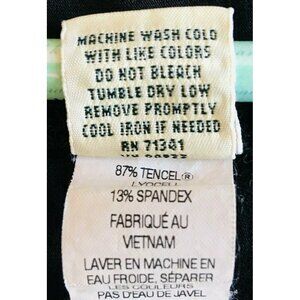 MACHINE WASH COLD
WITH LIKE COLORS
DO NOT BLEACH
TUMBLE DRY LOW
REMOVE PROMPTLY
COOL IRON IF NEEDED
RN 71341
87% TENCEL®
LYOCELL
13% SPANDEX
FABRIQUÉ AU
VIETNAM
LAVER EN MACHINE EN
EAU FROIDE, SÉPARER
LES COULEURS
PAS D'EAU DE JAVEL